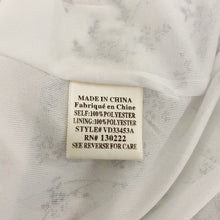 MADE IN CHINA
Fabriqué en Chine
SELF:100%POLYESTER
LINING:100%POLYESTER
STYLE# VD33453A
RN# 130222
SEE REVERSE FOR CARE